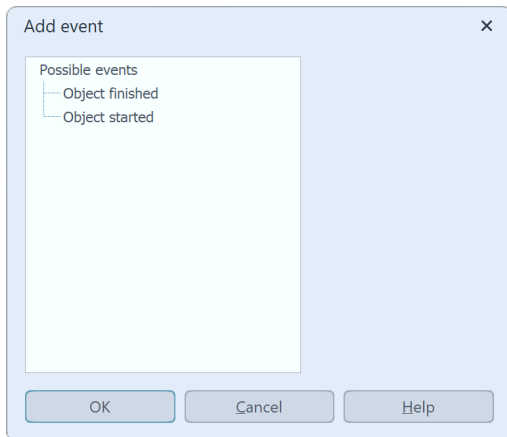 Add event
Possible events
Object finished
Object started
OK
Cancel
Help